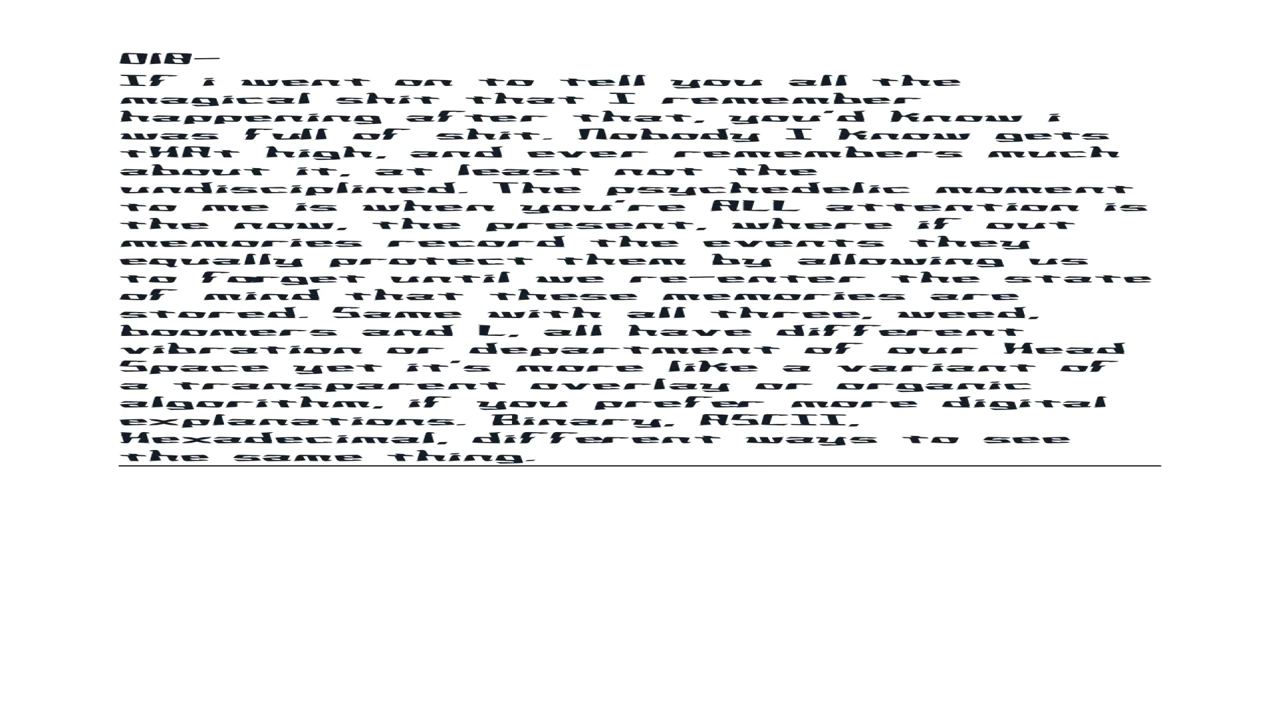 018—
If i went on to tell you all the
magical shit that I remember
happening after that, you'd know i
was full of shit. Nobody I know gets
tHAt high, and ever remembers much
about it, at least not the
undisciplined. The psychedelic moment
to me is when you're ALL attention is
the now, the present, where if out
memories record the events they
equally protect them by allowing us
to forget until we re-enter the state
of mind that these memories are
stored. Same with all three, weed,
boomers and L, all have different
vibration or department of our Head
Space yet it's more like a variant of
a transparent overlay or organic
algorithm, if you prefer more digital
explanations. Binary, ASCII,
Hexadecimal, different ways to see
the same thing.